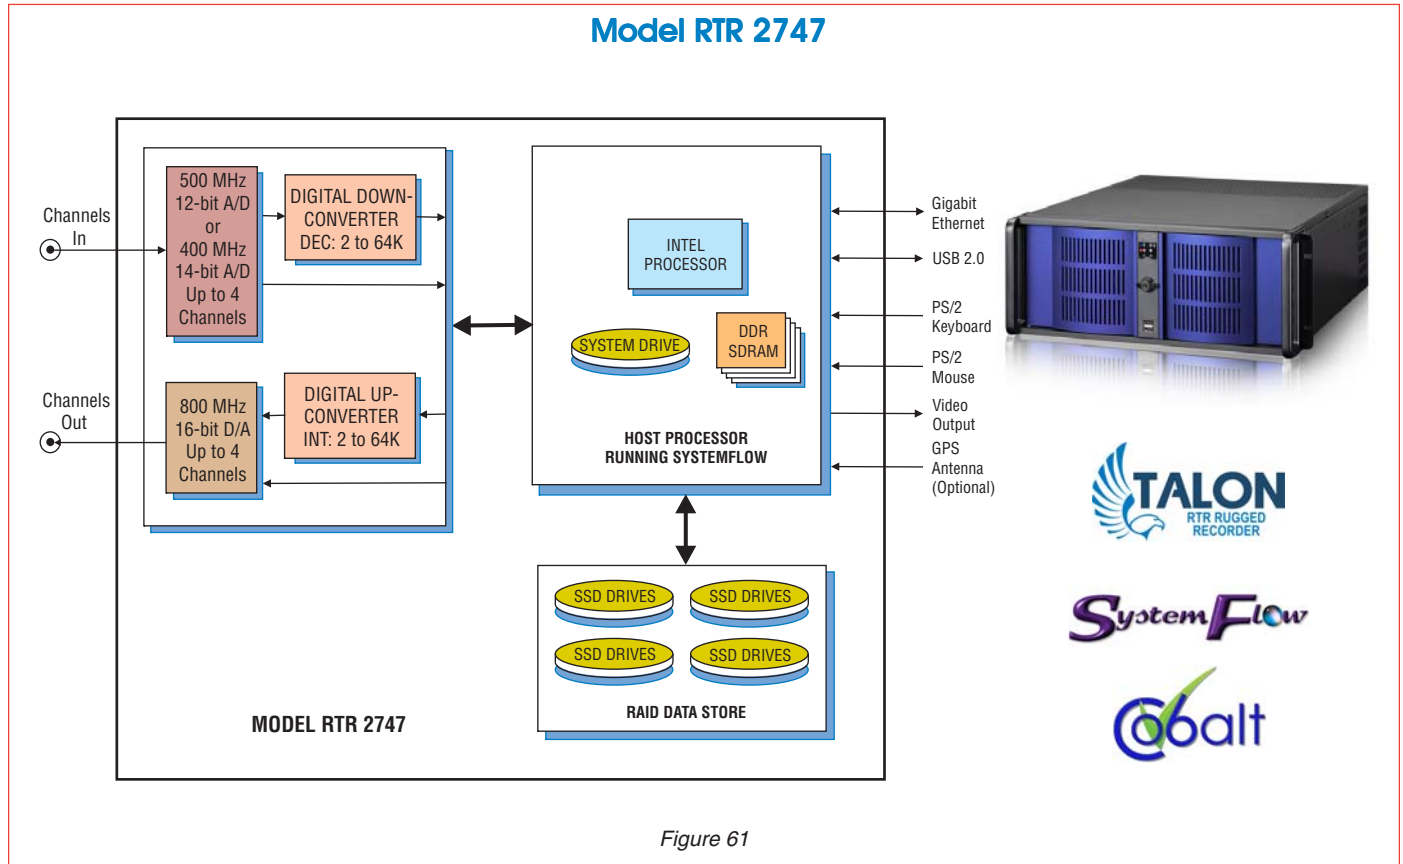 Model RTR 2747
Channels
In
500 MHz
12-bit A/D
or
400 MHz
14-bit A/D
Up to 4
Channels
DIGITAL DOWN-
CONVERTER
DEC: 2 to 64K
Channels
Out
800 MHz
16-bit D/A
Up to 4
Channels
DIGITAL UP-
CONVERTER
INT: 2 to 64K
INTEL
PROCESSOR
SYSTEM DRIVE
DDR
SDRAM
HOST PROCESSOR
RUNNING SYSTEMFLOW
Gigabit
Ethernet
USB 2.0
PS/2
Keyboard
PS/2
Mouse
Video
Output
GPS
Antenna
(Optional)
SSD DRIVES
SSD DRIVES
SSD DRIVES
SSD DRIVES
RAID DATA STORE
MODEL RTR 2747
TALON
RTR RUGGED
RECORDER
SystemFlow
Cobalt
Figure 61